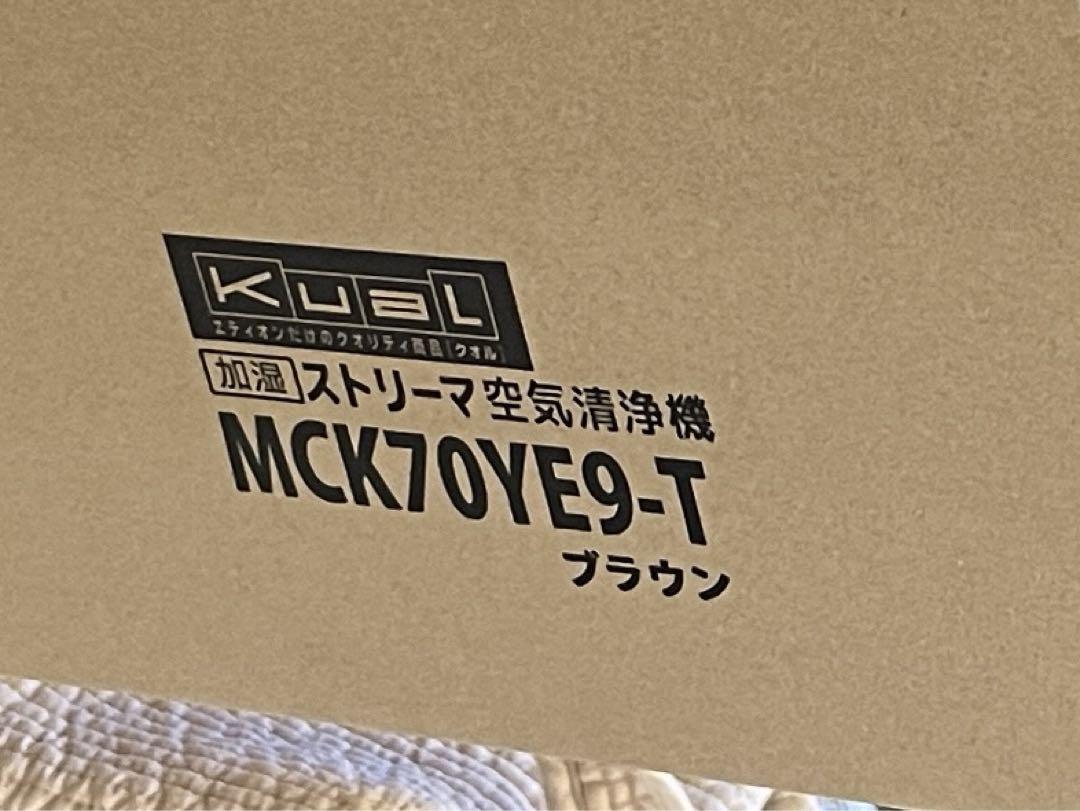 Kual
エディオンだけのクオリティ商品[クオル]
加湿 ストリーマ空気清浄機
MCK70YE9-T
ブラウン